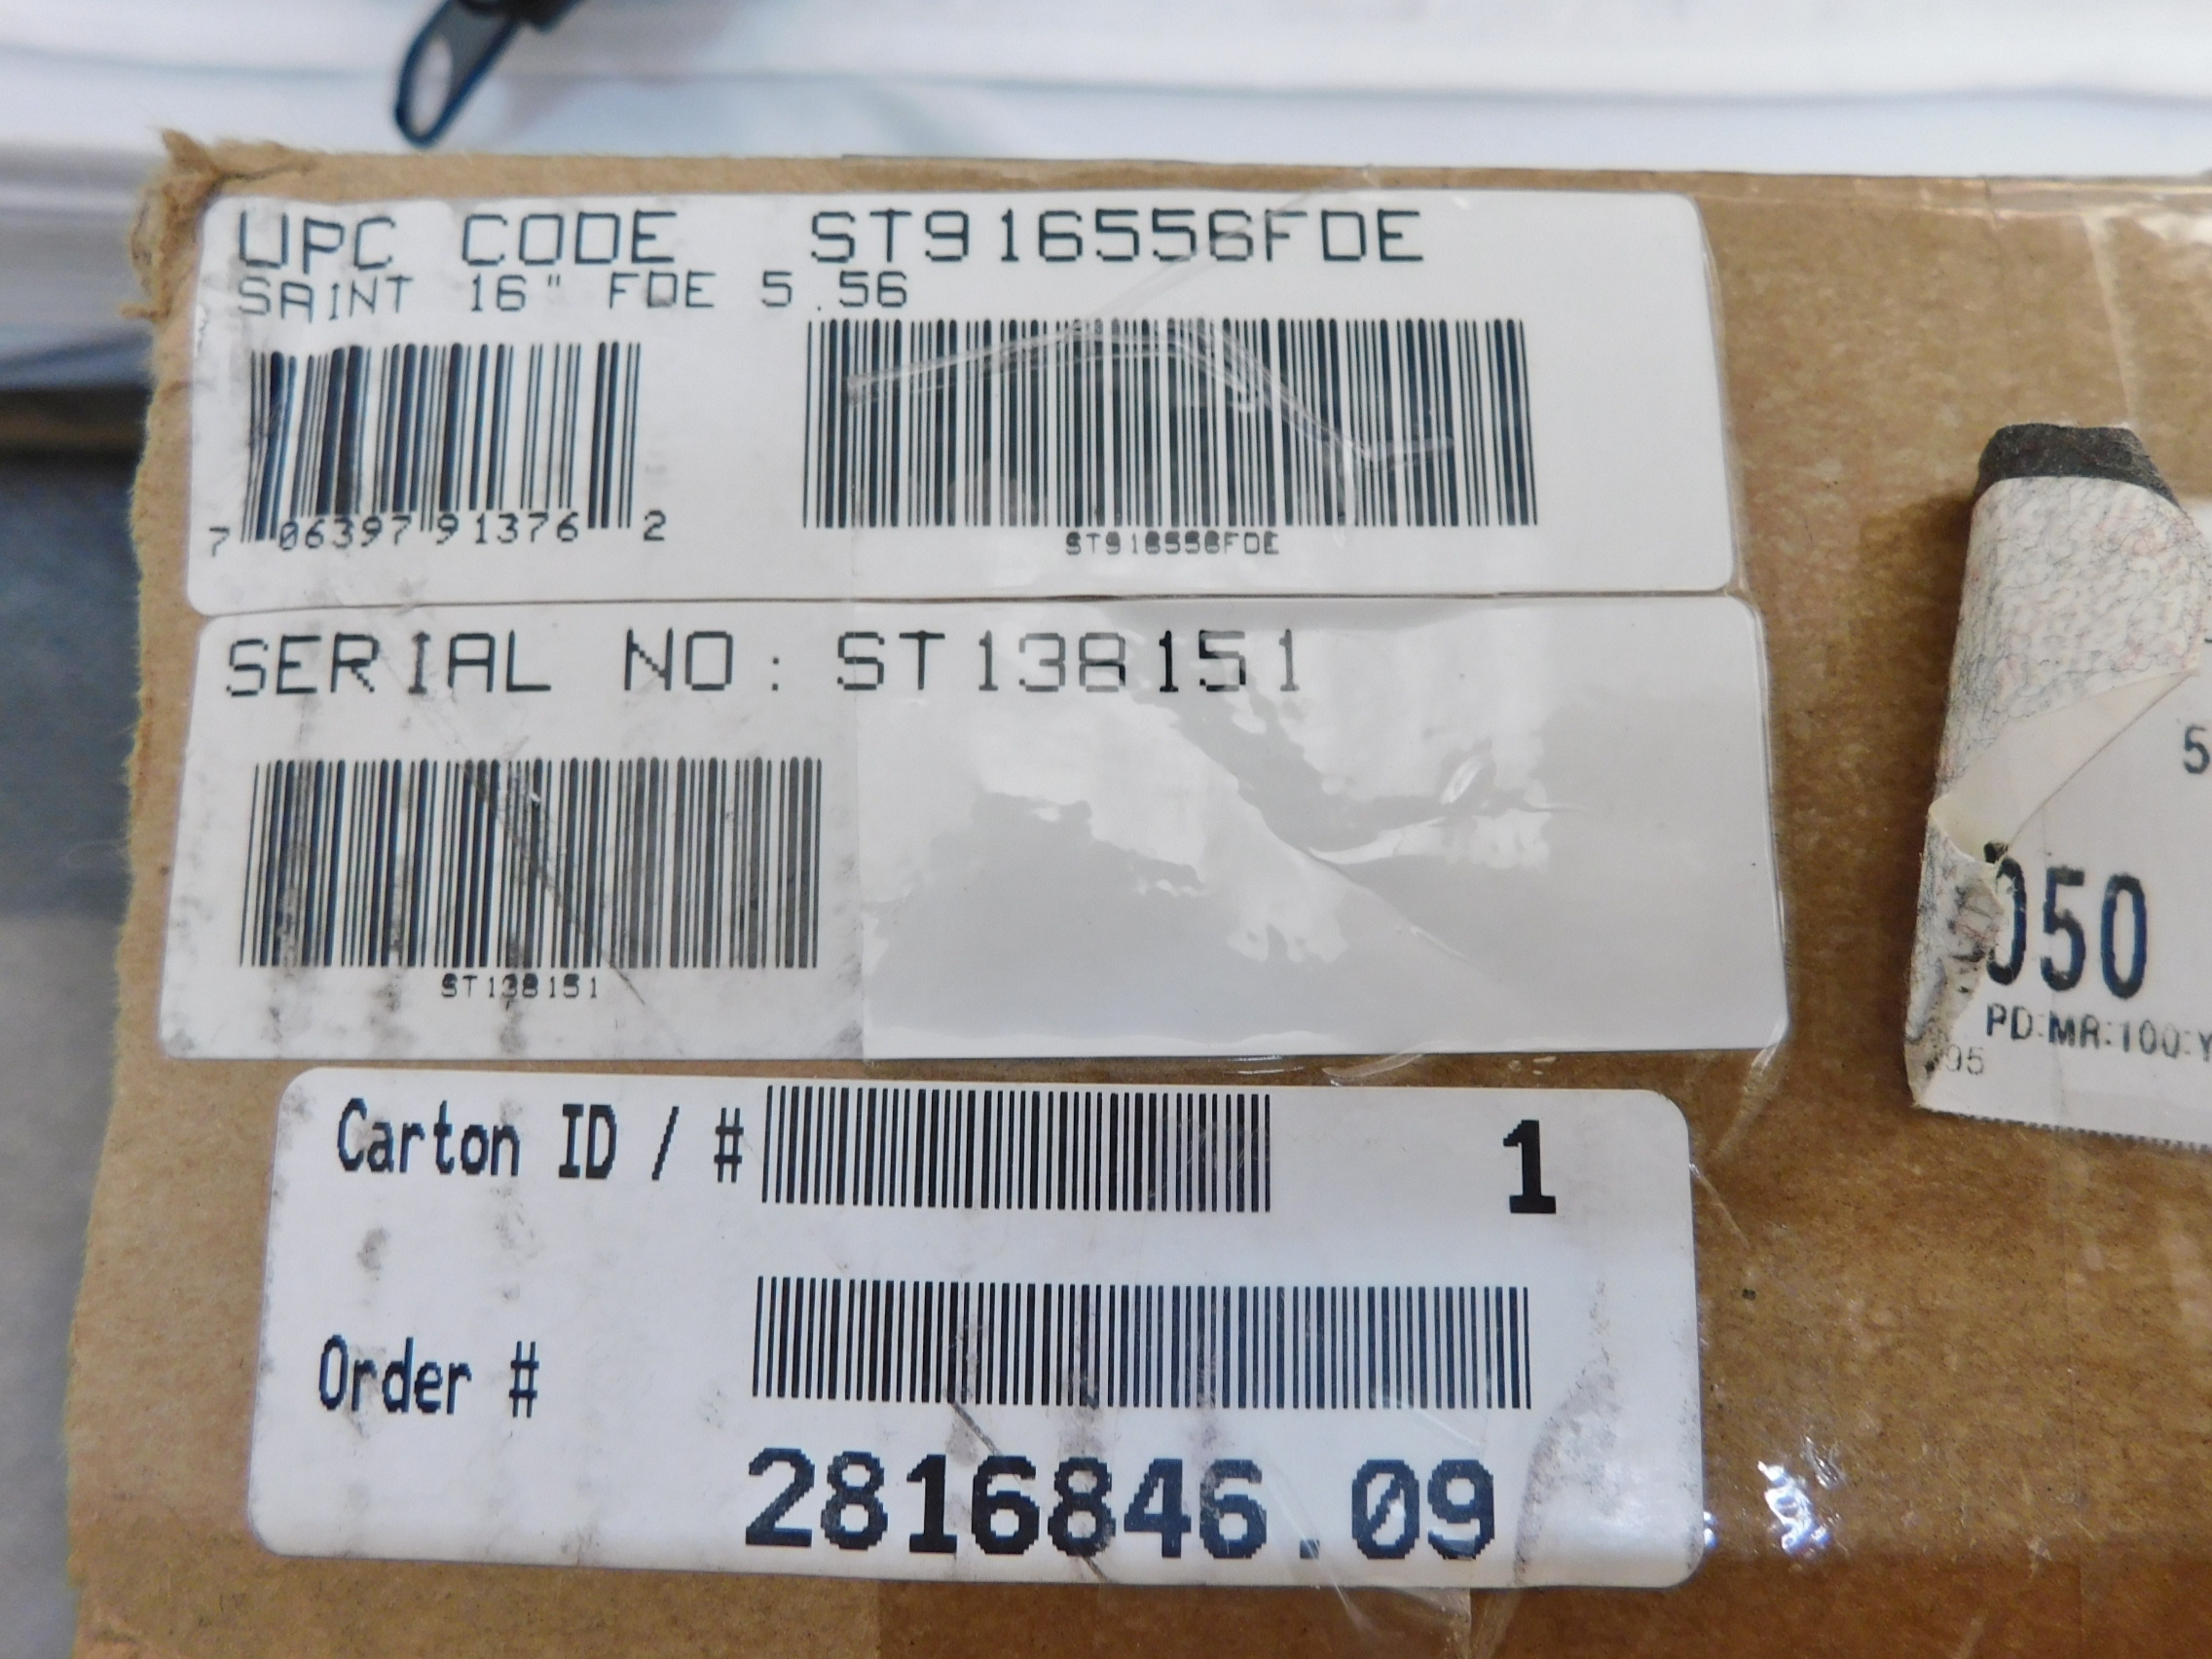 UPC CODE ST916556FDE
SAINT 16" FDE 5.56
7 06397 91376 2
ST916556FDE
SERIAL NO: ST138151
ST138151
Carton ID / # 1
Order #
2816846.09
5
050
PD:MR:100:Y
95